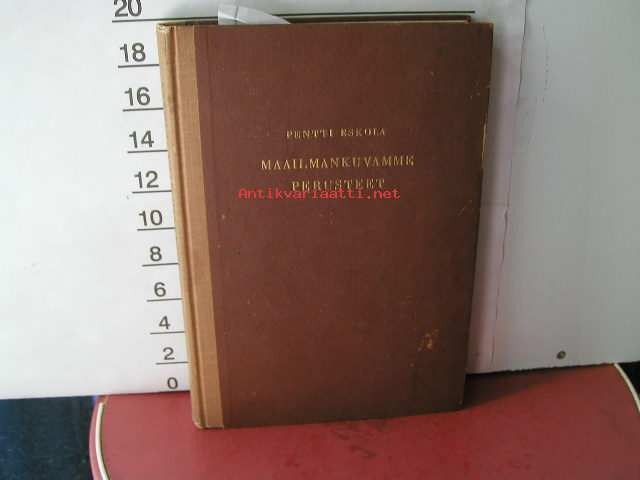 20
18
16
14
12
10
8
6
4
2
0
PENTTI ESKOLA
MAAILMANKUVAMME
PERUSTEET
Antikvariaatti.net